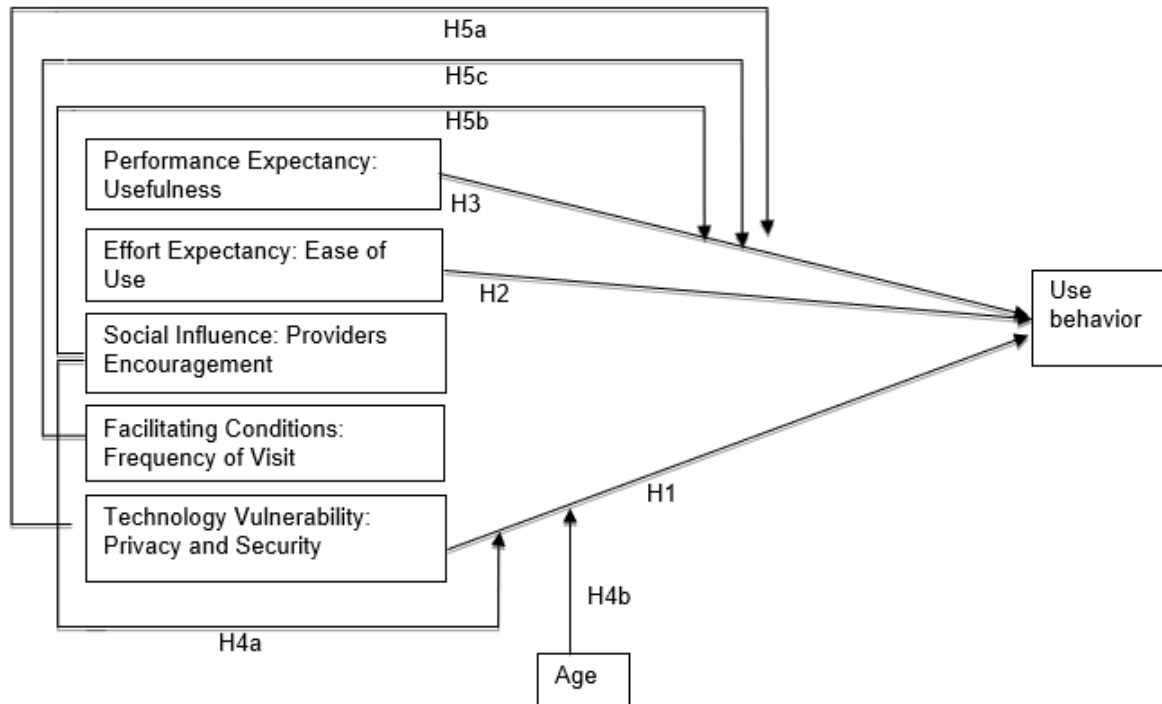 H5a
H5c
H5b
Performance Expectancy:
Usefulness
H3
Effort Expectancy: Ease of
Use
H2
Use
behavior
Social Influence: Providers
Encouragement
Facilitating Conditions:
Frequency of Visit
H1
Technology Vulnerability:
Privacy and Security
H4b
H4a
Age